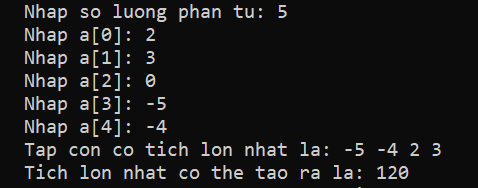 Nhap so luong phan tu: 5
Nhap a[0]: 2
Nhap a[1]: 3
Nhap a[2]: 0
Nhap a[3]: -5
Nhap a[4]: -4
Tap con co tich lon nhat la: -5 -4 2 3
Tich lon nhat co the tao ra la: 120